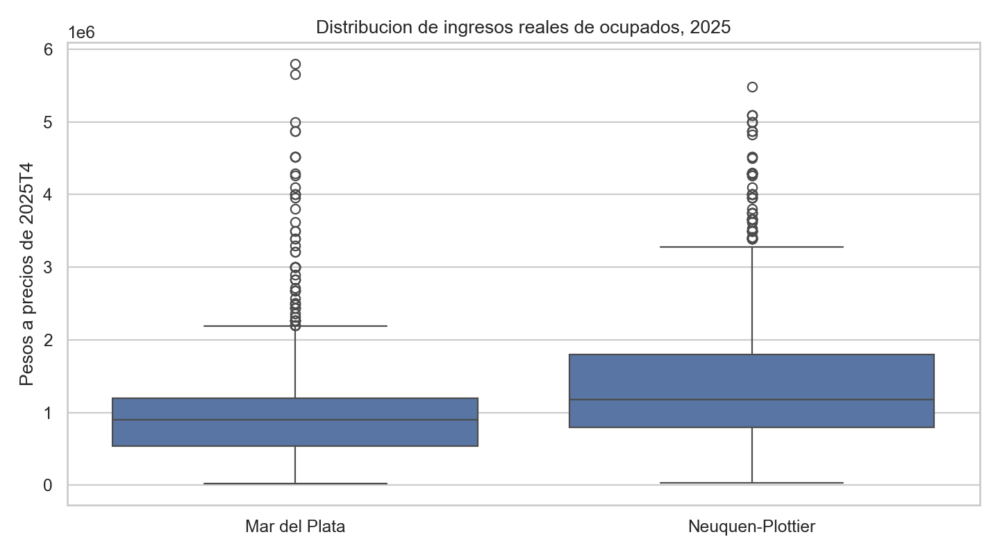 Distribucion de ingresos reales de ocupados, 2025
1e6
6
5
4
3
2
1
0
Pesos a precios de 2025T4
Mar del Plata
Neuquen-Plottier